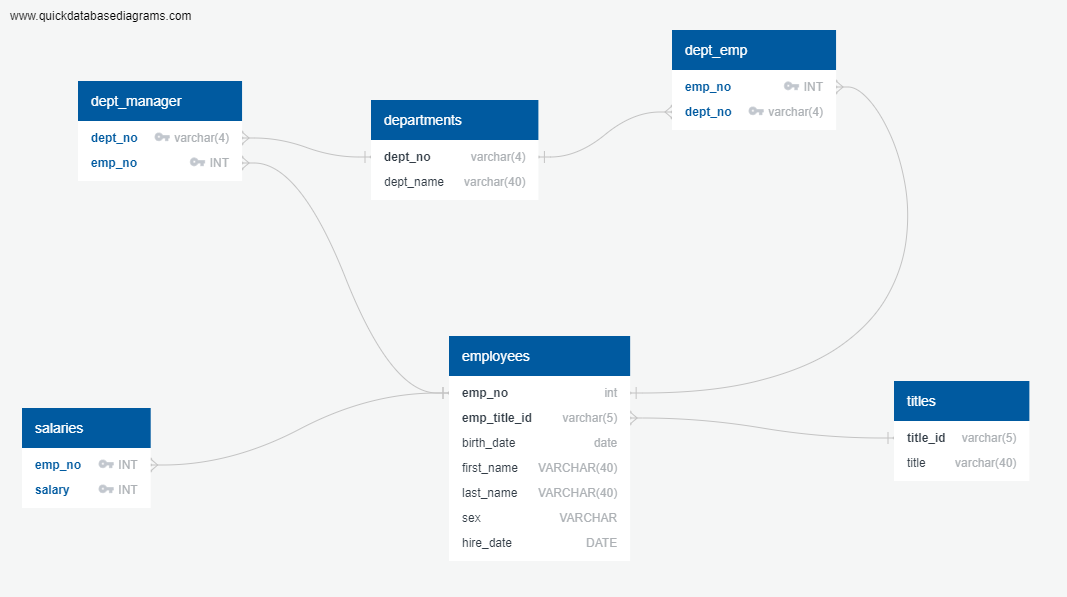 www.quickdatabasediagrams.com
dept_emp
emp_no INT
dept_no varchar(4)
dept_manager
dept_no varchar(4)
emp_no INT
departments
dept_no varchar(4)
dept_name varchar(40)
employees
emp_no int
emp_title_id varchar(5)
birth_date date
first_name VARCHAR(40)
last_name VARCHAR(40)
sex VARCHAR
hire_date DATE
titles
title_id varchar(5)
title varchar(40)
salaries
emp_no INT
salary INT